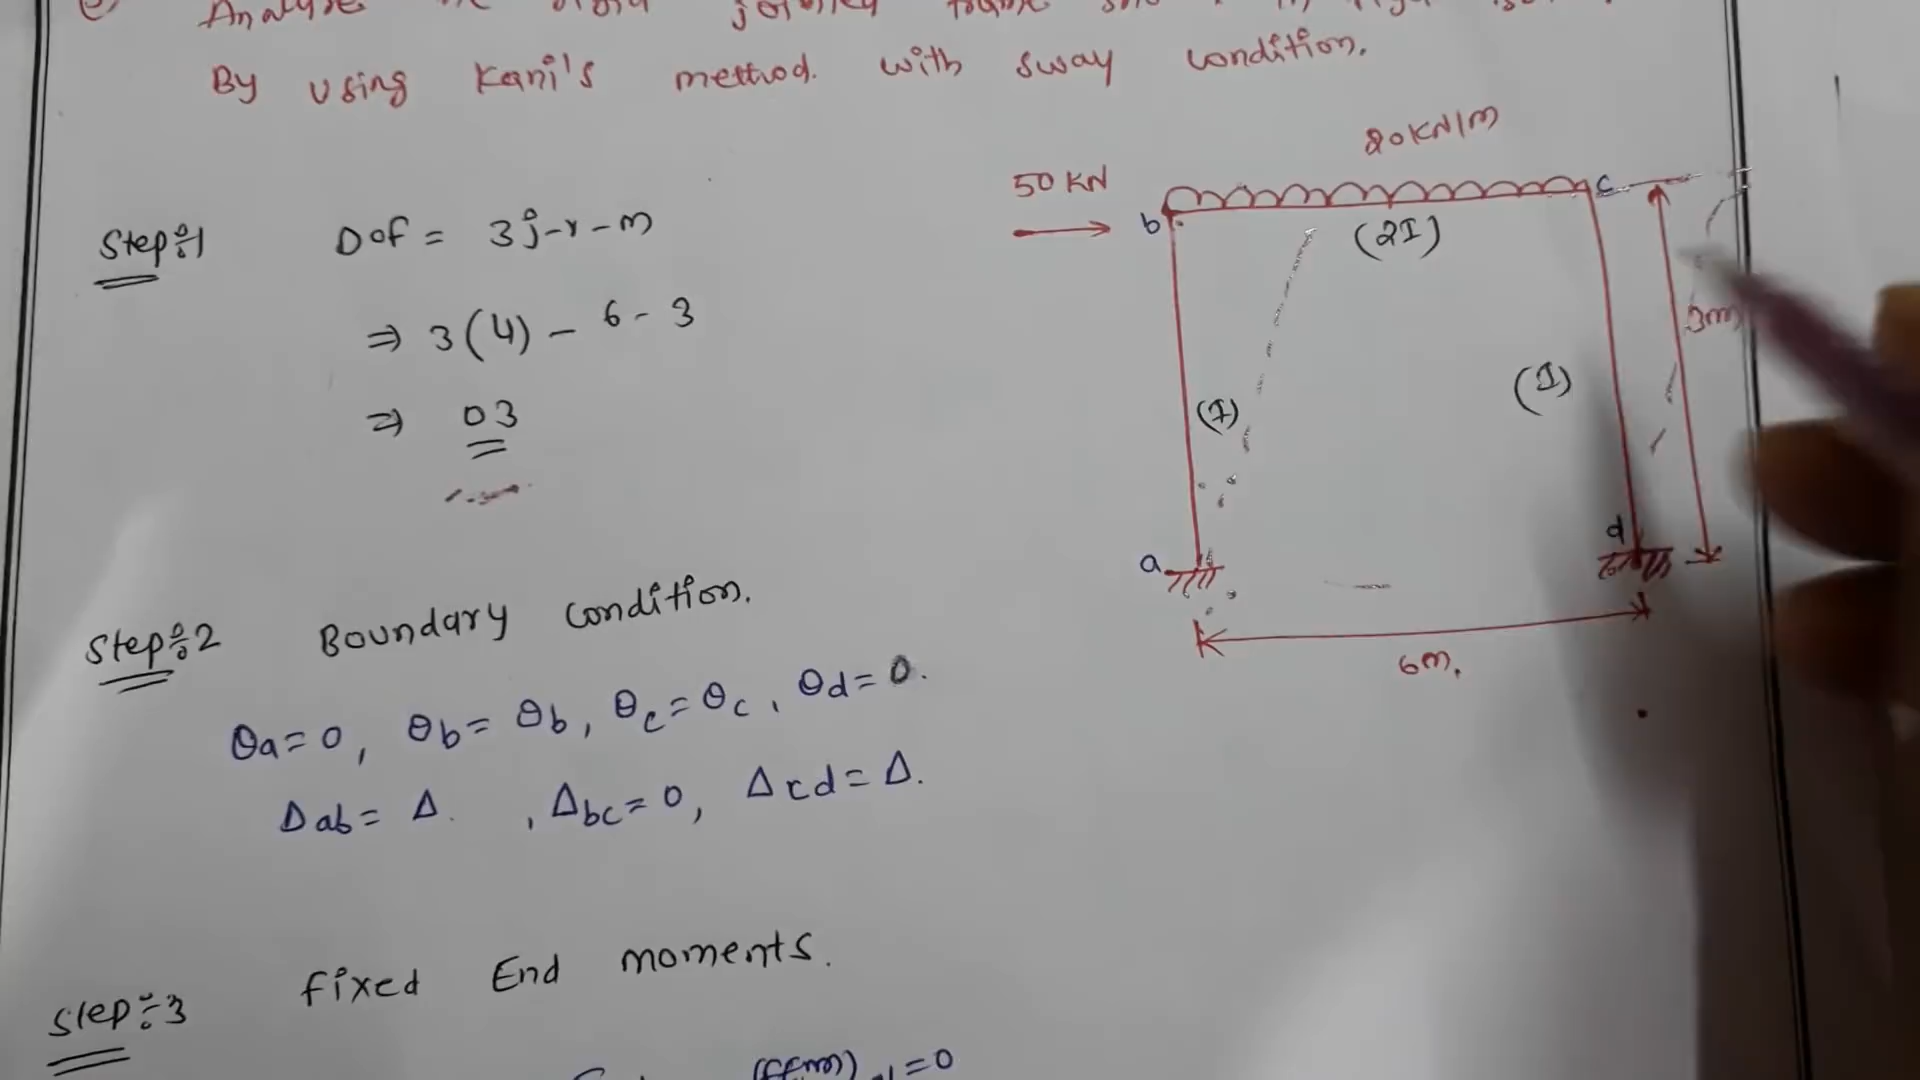 By using Kani's method. with sway condition.
20KN/m
50 KN
b
c
(2I)
Step:1 Dof = 3j-r-m
⇒ 3(4) - 6 - 3
3m
(I)
(I)
⇒ 03
a
d
6m.
Step:2 Boundary condition.
θa=0, θb=θb, θc=θc, θd=0.
Δab=Δ. , Δbc=0, Δcd=Δ.
Step:3 fixed End moments.